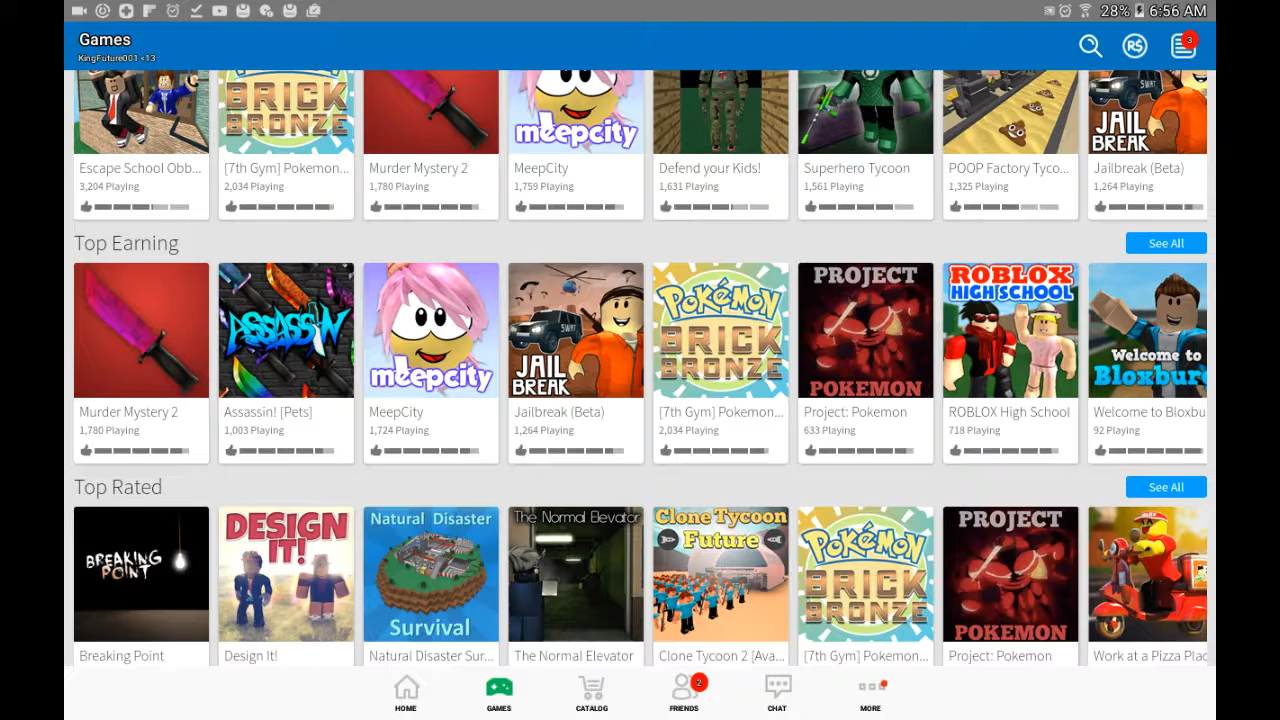 28% 6:56 AM
Games
KingFuture001 <13
R$
3
BRICK
BRONZE
meepcity
SWAT
JAIL
BREAK
Escape School Obb...
[7th Gym] Pokemon...
Murder Mystery 2
MeepCity
Defend your Kids!
Superhero Tycoon
POOP Factory Tyco...
Jailbreak (Beta)
3,204 Playing
2,034 Playing
1,780 Playing
1,759 Playing
1,631 Playing
1,561 Playing
1,325 Playing
1,264 Playing
Top Earning
See All
ASSASSIN
meepcity
SWAT
JAIL
BREAK
POKéMON
BRICK
BRONZE
PROJECT
POKEMON
ROBLOX
HIGH SCHOOL
Welcome to
Bloxbur
Murder Mystery 2
Assassin! [Pets]
MeepCity
Jailbreak (Beta)
[7th Gym] Pokemon...
Project: Pokemon
ROBLOX High School
Welcome to Bloxbu
1,780 Playing
1,003 Playing
1,724 Playing
1,264 Playing
2,034 Playing
633 Playing
718 Playing
92 Playing
Top Rated
See All
BREAKING
POINT
DESIGN
IT!
Natural Disaster
Survival
The Normal Elevator
Clone Tycoon
Future
POKéMON
BRICK
BRONZE
PROJECT
POKEMON
Breaking Point
Design It!
Natural Disaster Sur...
The Normal Elevator
Clone Tycoon 2 [Ava...
[7th Gym] Pokemon...
Project: Pokemon
Work at a Pizza Plac
2
HOME
GAMES
CATALOG
FRIENDS
CHAT
MORE